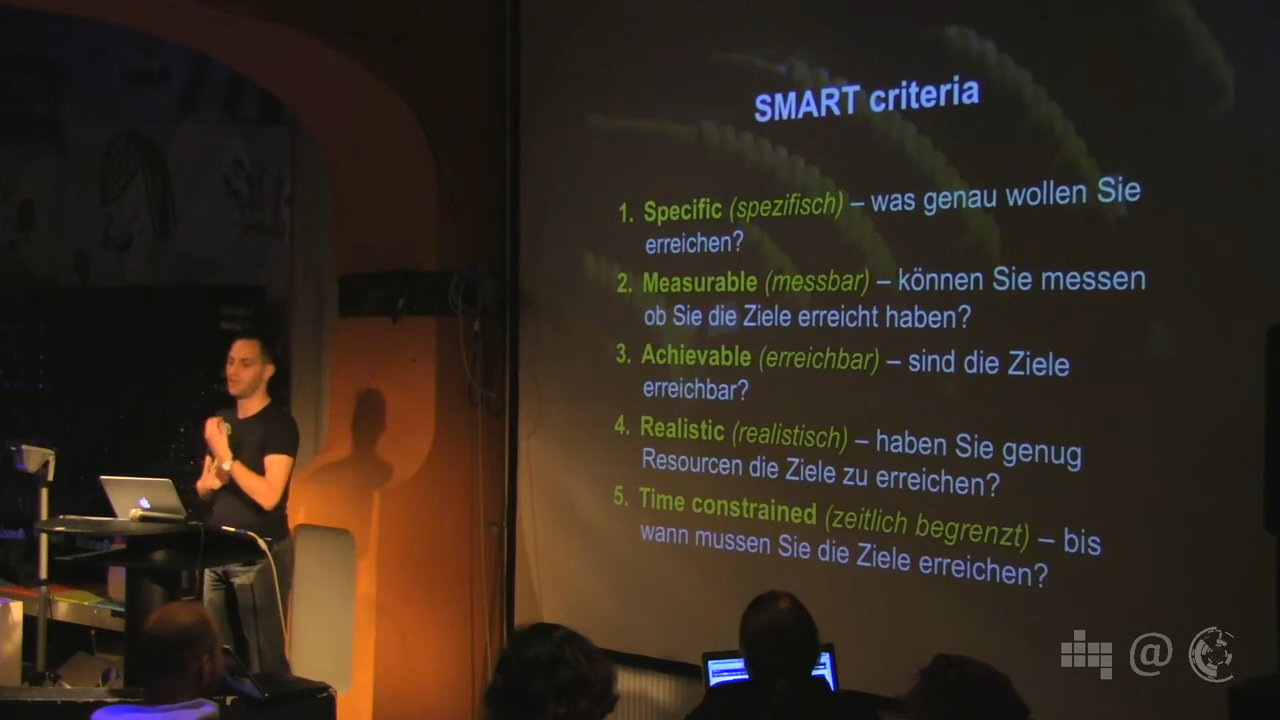 SMART criteria
1. Specific (spezifisch) – was genau wollen Sie
erreichen?
2. Measurable (messbar) – können Sie messen
ob Sie die Ziele erreicht haben?
3. Achievable (erreichbar) – sind die Ziele
erreichbar?
4. Realistic (realistisch) – haben Sie genug
Resourcen die Ziele zu erreichen?
5. Time constrained (zeitlich begrenzt) – bis
wann mussen Sie die Ziele erreichen?
@